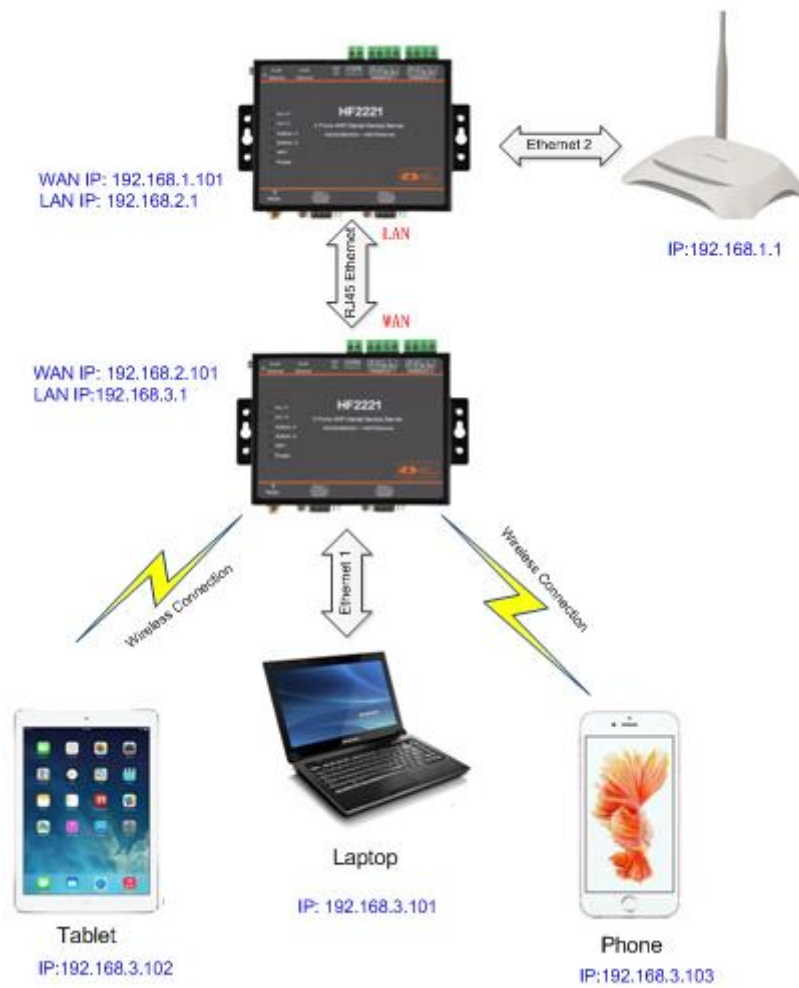 HF2221
Ethernet 2
WAN IP: 192.168.1.101
LAN IP: 192.168.2.1
IP:192.168.1.1
LAN
RJ45 Ethernet
WAN
WAN IP: 192.168.2.101
LAN IP:192.168.3.1
HF2221
Wireless Connection
Ethernet 1
Wireless Connection
Laptop
IP: 192.168.3.101
Tablet
IP:192.168.3.102
Phone
IP:192.168.3.103